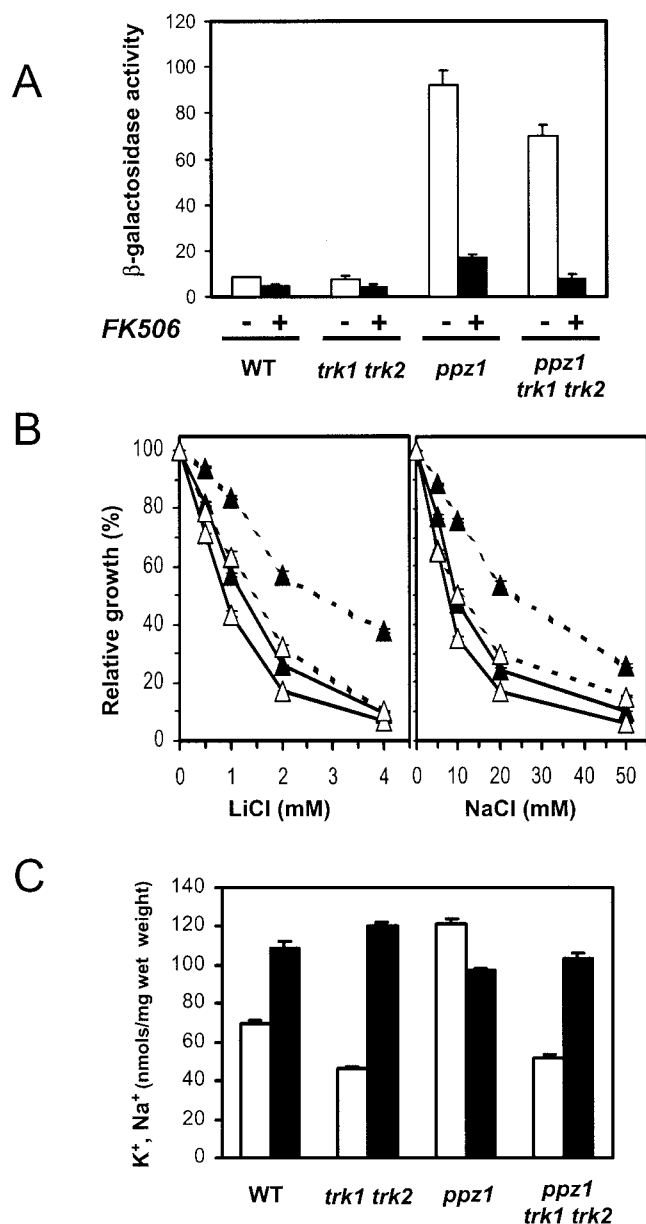 A
β-galactosidase activity
120
100
80
60
40
20
0
FK506
- + - + - + - +
WT
trk1 trk2
ppz1
ppz1
trk1 trk2
B
Relative growth (%)
100
80
60
40
20
0
0 1 2 3 4
LiCl (mM)
0 10 20 30 40 50
NaCl (mM)
C
K⁺, Na⁺ (nmols/mg wet weight)
140
120
100
80
60
40
20
0
WT
trk1 trk2
ppz1
ppz1
trk1 trk2